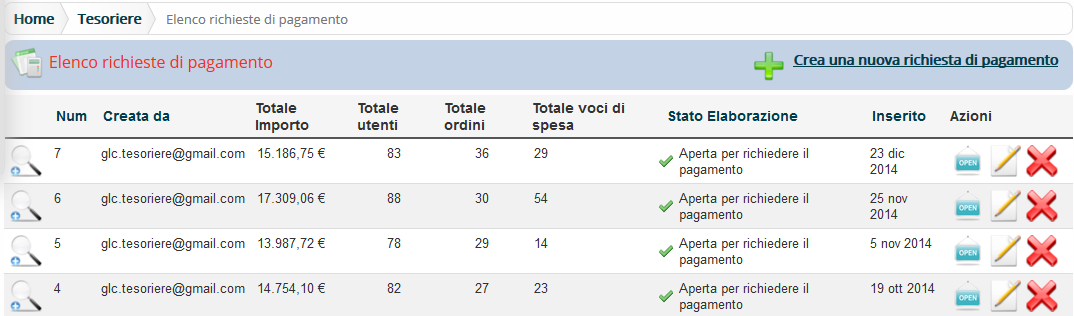 Home Tesoriere Elenco richieste di pagamento
Elenco richieste di pagamento Crea una nuova richiesta di pagamento
Num Creata da Totale Importo Totale utenti Totale ordini Totale voci di spesa Stato Elaborazione Inserito Azioni
7 glc.tesoriere@gmail.com 15.186,75 € 83 36 29 Aperta per richiedere il pagamento 23 dic 2014 OPEN
6 glc.tesoriere@gmail.com 17.309,06 € 88 30 54 Aperta per richiedere il pagamento 25 nov 2014 OPEN
5 glc.tesoriere@gmail.com 13.987,72 € 78 29 14 Aperta per richiedere il pagamento 5 nov 2014 OPEN
4 glc.tesoriere@gmail.com 14.754,10 € 82 27 23 Aperta per richiedere il pagamento 19 ott 2014 OPEN